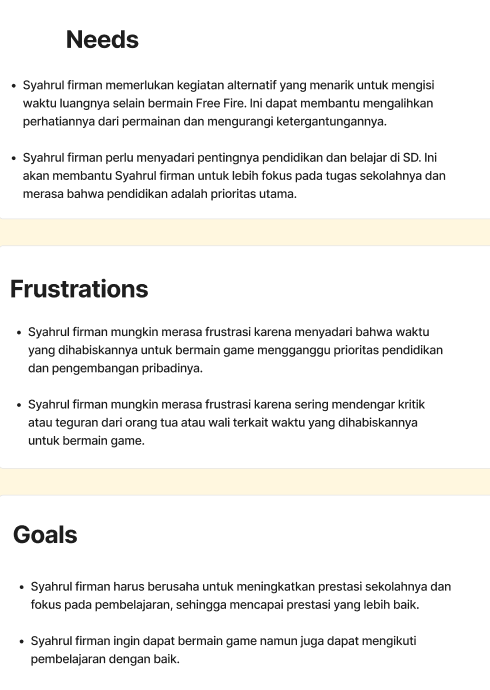 Needs
• Syahrul firman memerlukan kegiatan alternatif yang menarik untuk mengisi
waktu luangnya selain bermain Free Fire. Ini dapat membantu mengalihkan
perhatiannya dari permainan dan mengurangi ketergantungannya.
• Syahrul firman perlu menyadari pentingnya pendidikan dan belajar di SD. Ini
akan membantu Syahrul firman untuk lebih fokus pada tugas sekolahnya dan
merasa bahwa pendidikan adalah prioritas utama.
Frustrations
• Syahrul firman mungkin merasa frustrasi karena menyadari bahwa waktu
yang dihabiskannya untuk bermain game mengganggu prioritas pendidikan
dan pengembangan pribadinya.
• Syahrul firman mungkin merasa frustrasi karena sering mendengar kritik
atau teguran dari orang tua atau wali terkait waktu yang dihabiskannya
untuk bermain game.
Goals
• Syahrul firman harus berusaha untuk meningkatkan prestasi sekolahnya dan
fokus pada pembelajaran, sehingga mencapai prestasi yang lebih baik.
• Syahrul firman ingin dapat bermain game namun juga dapat mengikuti
pembelajaran dengan baik.